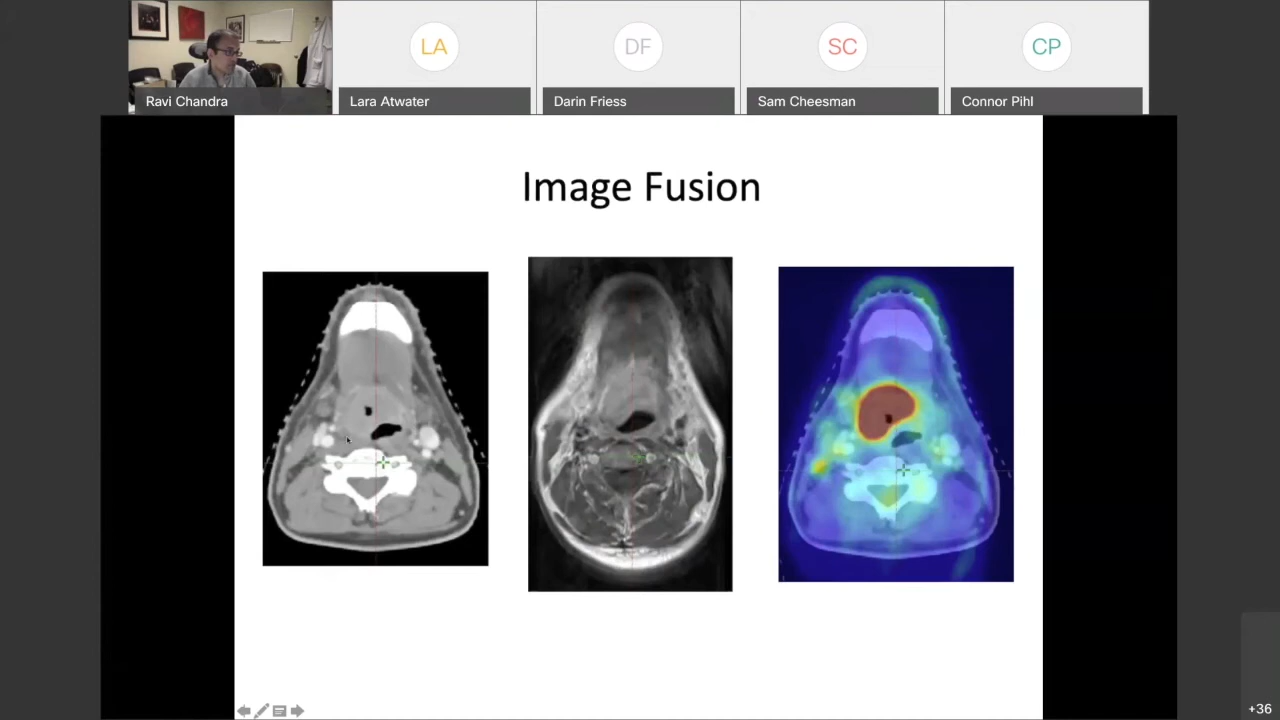 LA
DF
SC
CP
Ravi Chandra
Lara Atwater
Darin Friess
Sam Cheesman
Connor Pihl
Image Fusion
+36